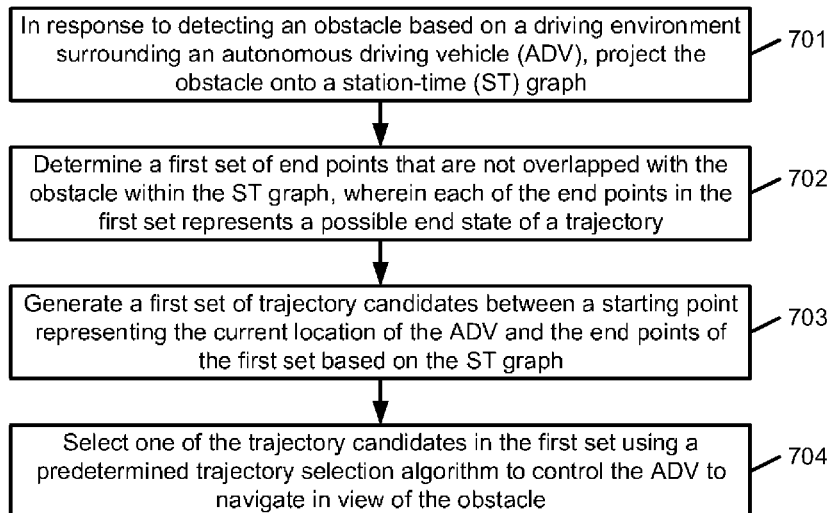 In response to detecting an obstacle based on a driving environment
surrounding an autonomous driving vehicle (ADV), project the
obstacle onto a station-time (ST) graph
701
Determine a first set of end points that are not overlapped with the
obstacle within the ST graph, wherein each of the end points in the
first set represents a possible end state of a trajectory
702
Generate a first set of trajectory candidates between a starting point
representing the current location of the ADV and the end points of
the first set based on the ST graph
703
Select one of the trajectory candidates in the first set using a
predetermined trajectory selection algorithm to control the ADV to
navigate in view of the obstacle
704